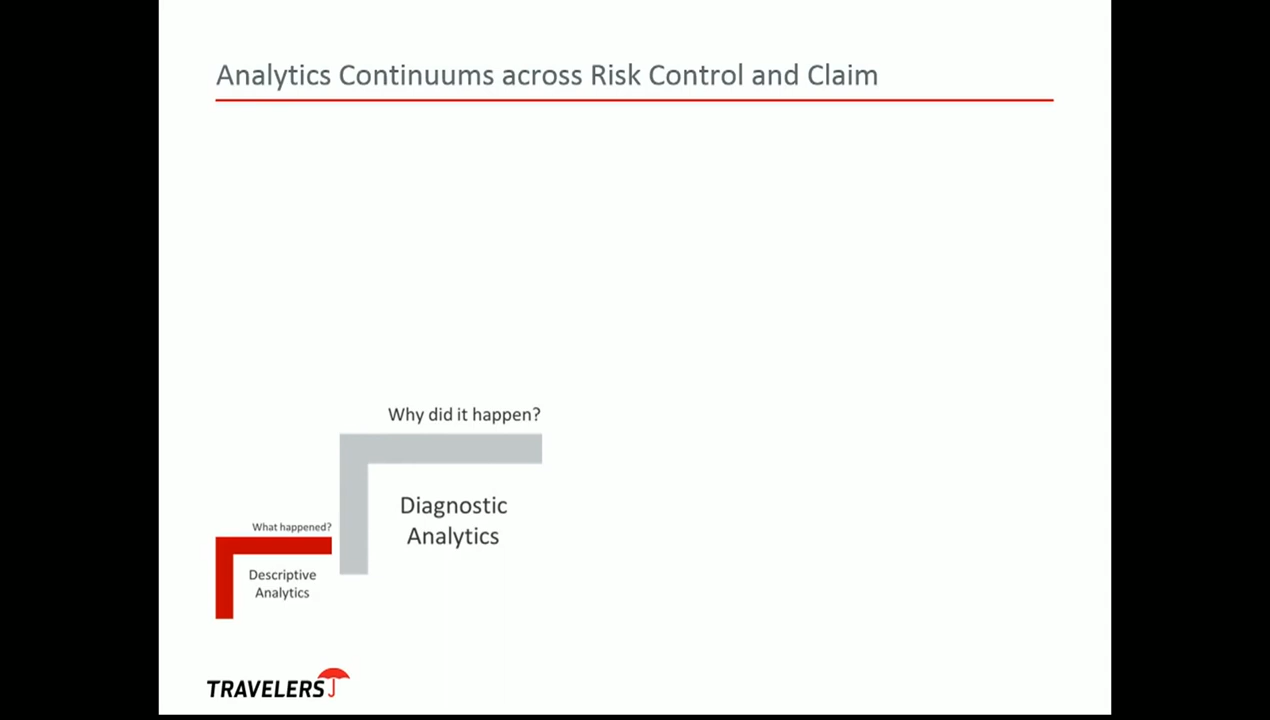 Analytics Continuums across Risk Control and Claim
Why did it happen?
Diagnostic
Analytics
What happened?
Descriptive
Analytics
TRAVELERS